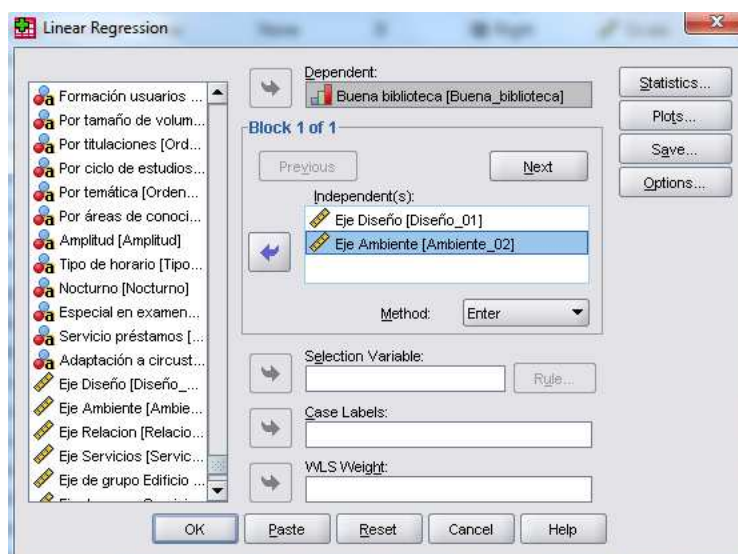 Linear Regression
Formación usuarios ...
Por tamaño de volum...
Por titulaciones [Ord...
Por ciclo de estudios...
Por temática [Orden...
Por áreas de conoci...
Amplitud [Amplitud]
Tipo de horario [Tipo...
Nocturno [Nocturno]
Especial en examen...
Servicio préstamos [...
Adaptación a circust...
Eje Diseño [Diseño_...
Eje Ambiente [Ambie...
Eje Relacion [Relacio...
Eje Servicios [Servic...
Eje de grupo Edificio ...
Dependent:
Buena biblioteca [Buena_biblioteca]
Block 1 of 1
Previous
Next
Independent(s):
Eje Diseño [Diseño_01]
Eje Ambiente [Ambiente_02]
Method:
Enter
Selection Variable:
Rule...
Case Labels:
WLS Weight:
Statistics...
Plots...
Save...
Options...
OK
Paste
Reset
Cancel
Help